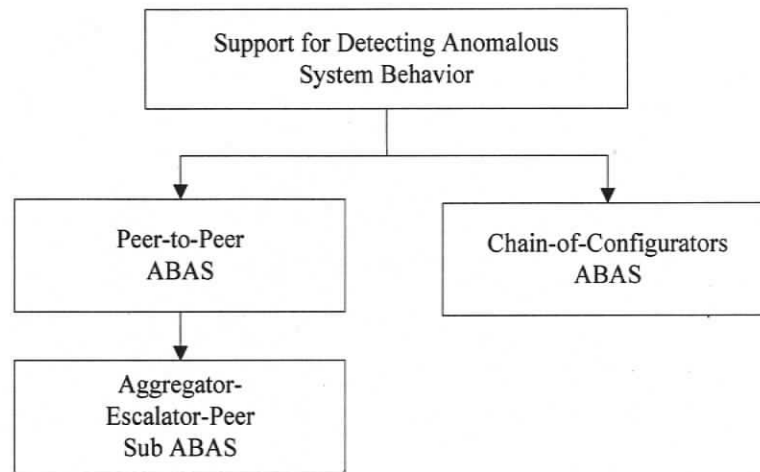 Support for Detecting Anomalous
System Behavior
Peer-to-Peer
ABAS
Chain-of-Configurators
ABAS
Aggregator-
Escalator-Peer
Sub ABAS